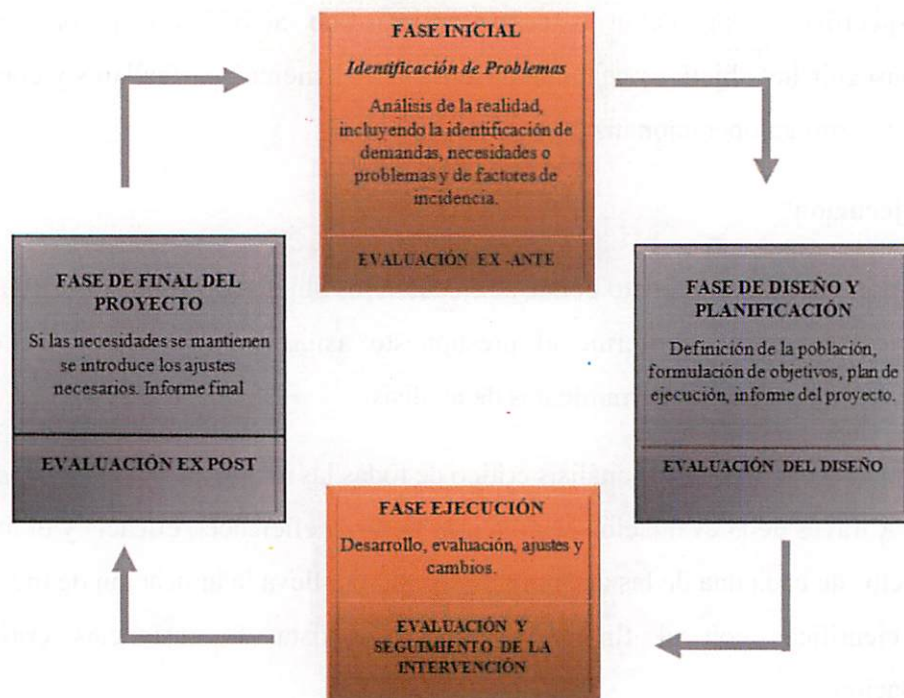 FASE INICIAL
Identificación de Problemas
Análisis de la realidad,
incluyendo la identificación de
demandas, necesidades o
problemas y de factores de
incidencia.
EVALUACIÓN EX -ANTE
FASE DE DISEÑO Y
PLANIFICACIÓN
Definición de la población,
formulación de objetivos, plan de
ejecución, informe del proyecto.
EVALUACIÓN DEL DISEÑO
FASE EJECUCIÓN
Desarrollo, evaluación, ajustes y
cambios.
EVALUACIÓN Y
SEGUIMIENTO DE LA
INTERVENCIÓN
FASE DE FINAL DEL
PROYECTO
Si las necesidades se mantienen
se introduce los ajustes
necesarios. Informe final
EVALUACIÓN EX POST